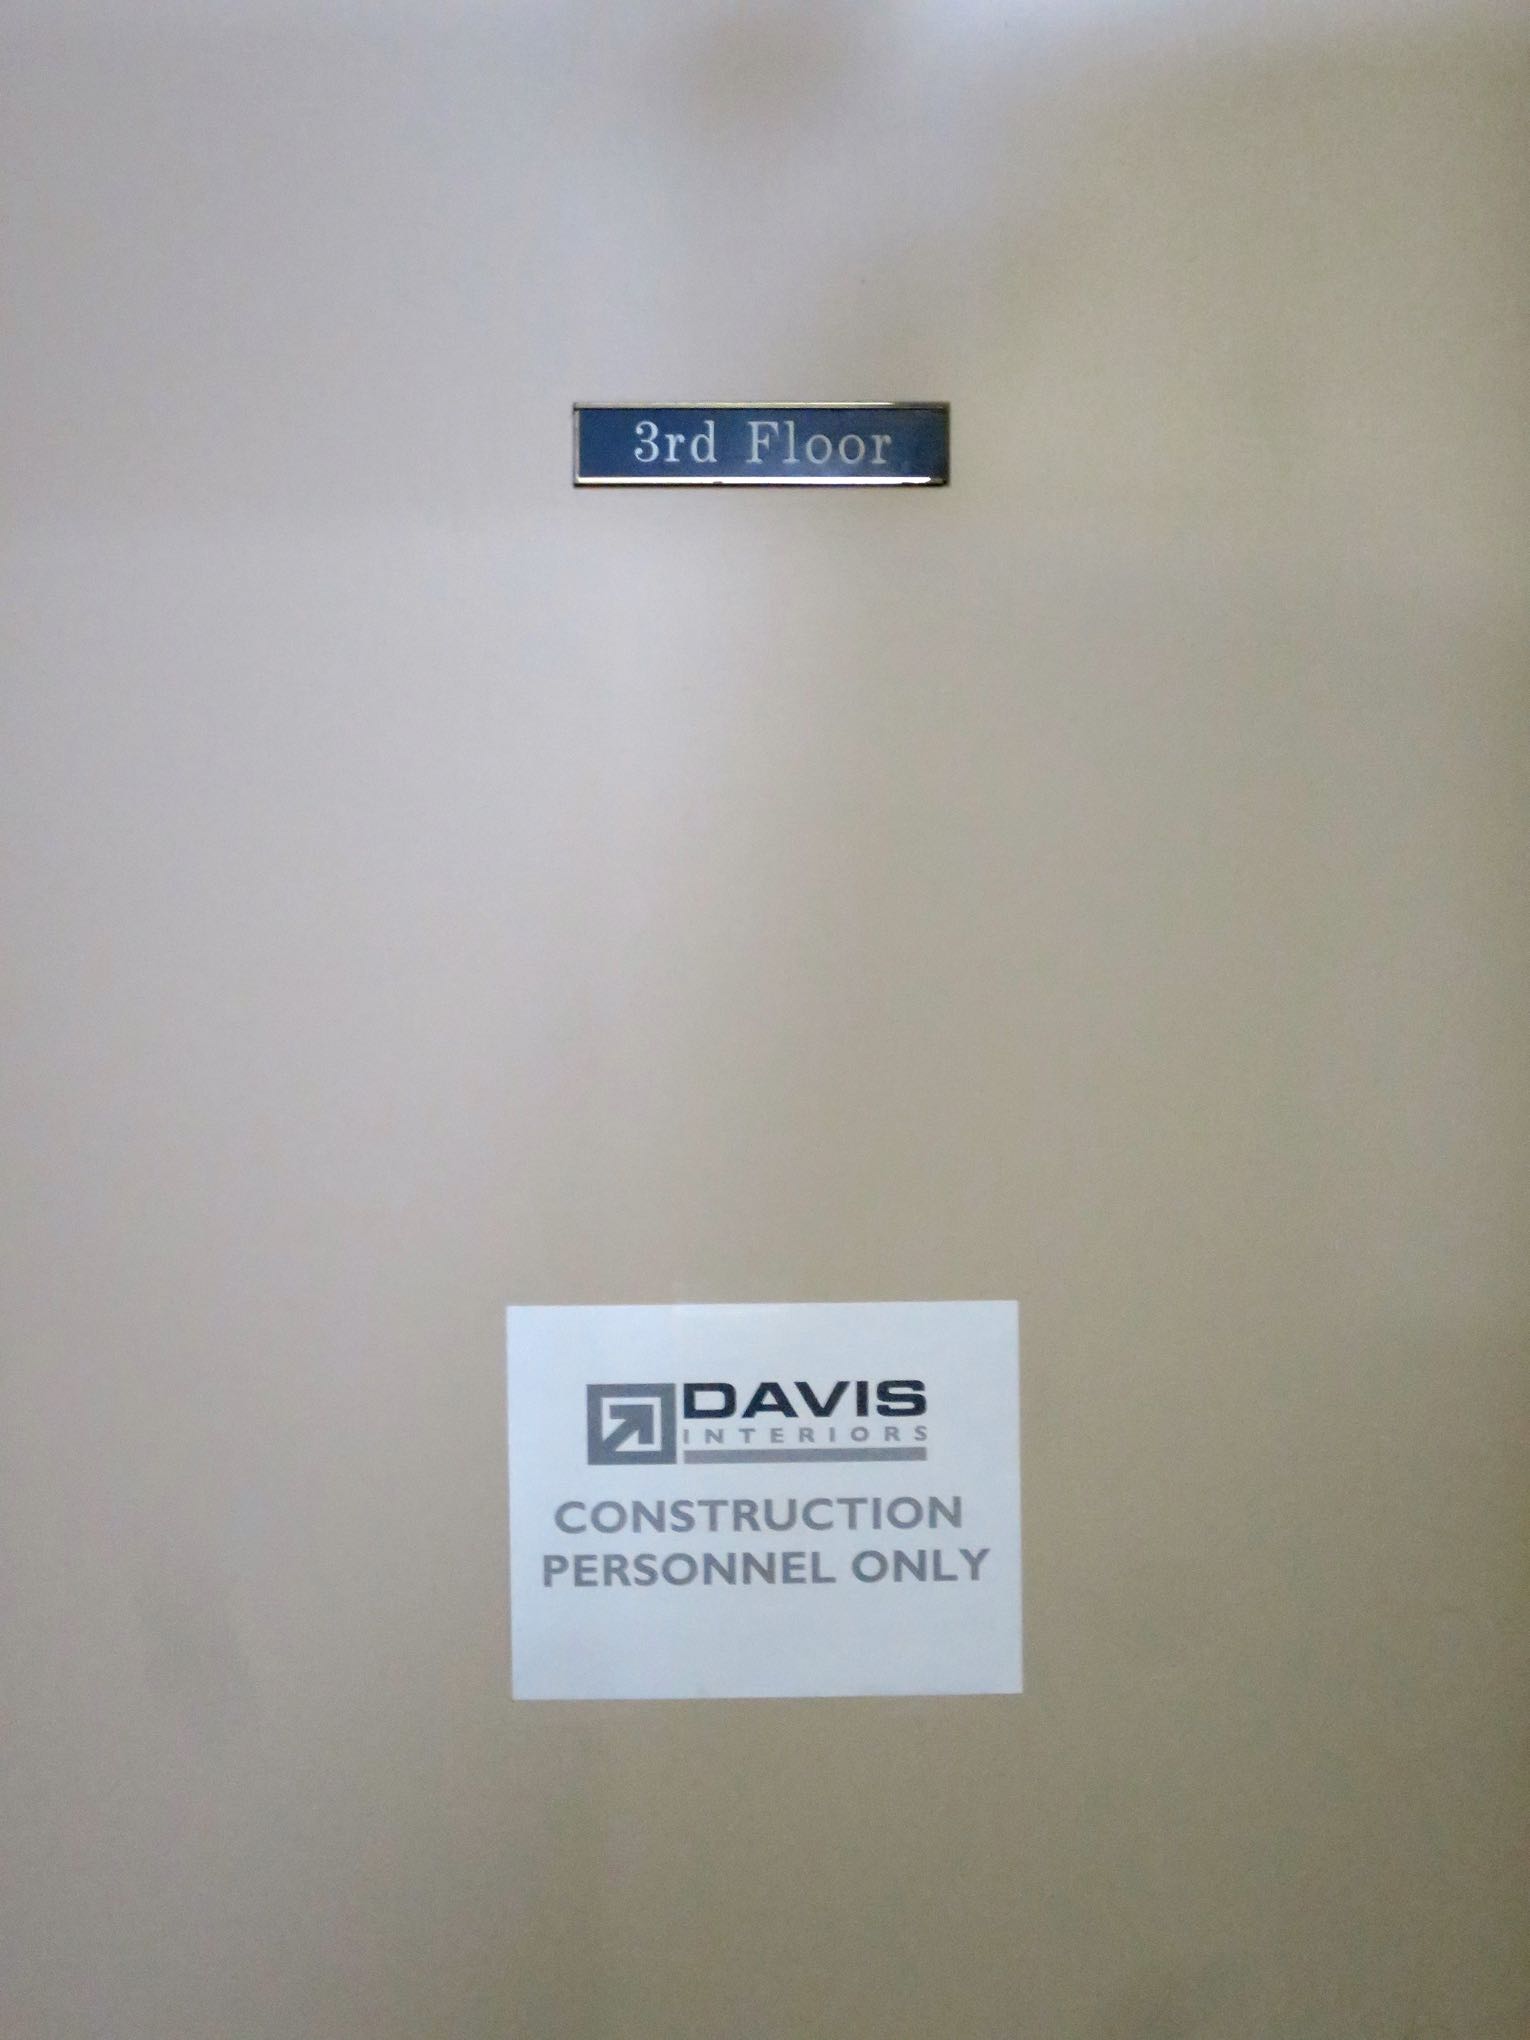 3rd Floor
DAVIS
INTERIORS
CONSTRUCTION
PERSONNEL ONLY